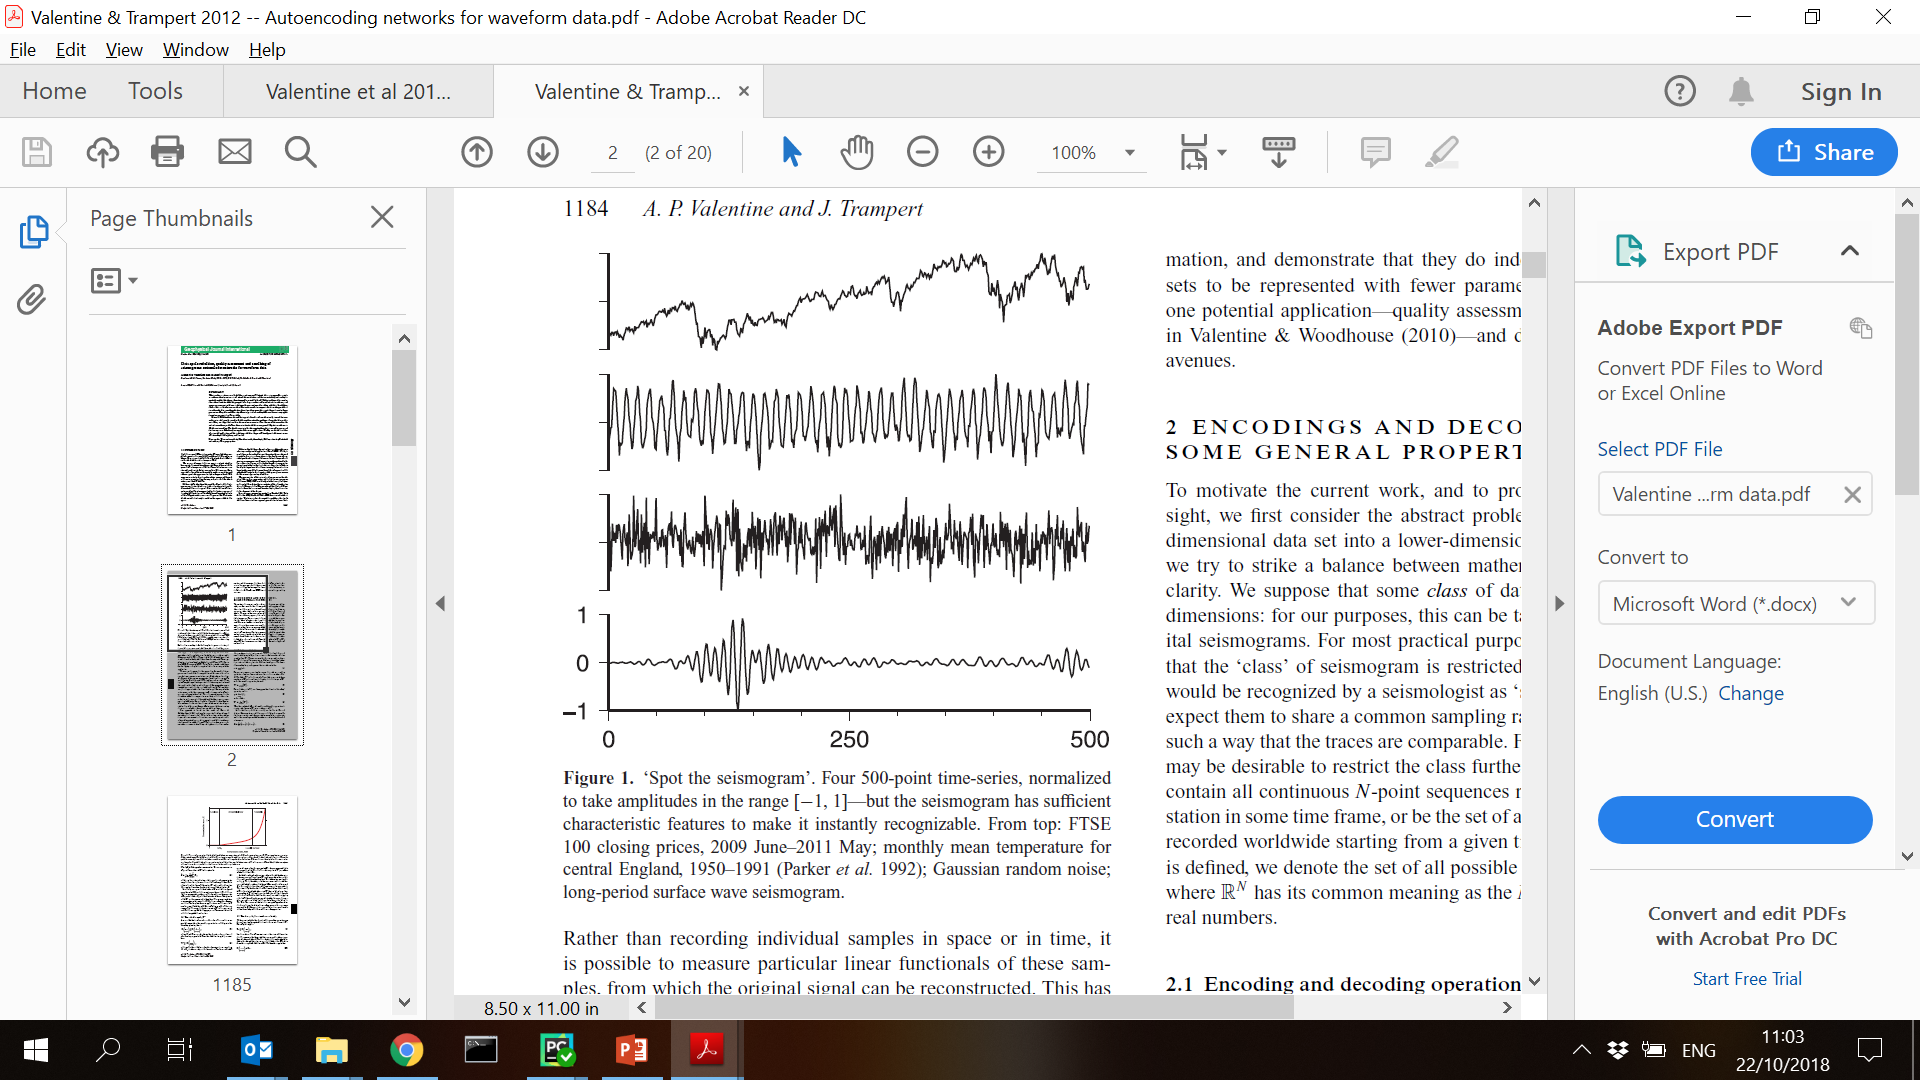 Valentine & Trampert 2012 -- Autoencoding networks for waveform data.pdf - Adobe Acrobat Reader DC
File Edit View Window Help
Home Tools Valentine et al 201... Valentine & Tramp... Sign In
2 (2 of 20) 100% Share
Page Thumbnails
1
2
1185
1184 A. P. Valentine and J. Trampert
1
0
−1
0 250 500
Figure 1. ‘Spot the seismogram’. Four 500-point time-series, normalized
to take amplitudes in the range [−1, 1]—but the seismogram has sufficient
characteristic features to make it instantly recognizable. From top: FTSE
100 closing prices, 2009 June–2011 May; monthly mean temperature for
central England, 1950–1991 (Parker et al. 1992); Gaussian random noise;
long-period surface wave seismogram.
Rather than recording individual samples in space or in time, it
is possible to measure particular linear functionals of these sam-
ples, from which the original signal can be reconstructed. This has
mation, and demonstrate that they do ind
sets to be represented with fewer parame
one potential application—quality assessm
in Valentine & Woodhouse (2010)—and d
avenues.
2 ENCODINGS AND DECO
SOME GENERAL PROPERT
To motivate the current work, and to pro
sight, we first consider the abstract proble
dimensional data set into a lower-dimensio
we try to strike a balance between mather
clarity. We suppose that some class of da
dimensions: for our purposes, this can be ta
ital seismograms. For most practical purpo
that the ‘class’ of seismogram is restricted
would be recognized by a seismologist as ‘
expect them to share a common sampling ra
such a way that the traces are comparable. F
may be desirable to restrict the class furthe
contain all continuous N-point sequences r
station in some time frame, or be the set of a
recorded worldwide starting from a given t
is defined, we denote the set of all possible
where ℝᴺ has its common meaning as the
real numbers.
2.1 Encoding and decoding operation
8.50 x 11.00 in
Export PDF
Adobe Export PDF
Convert PDF Files to Word
or Excel Online
Select PDF File
Valentine ...rm data.pdf
Convert to
Microsoft Word (*.docx)
Document Language:
English (U.S.) Change
Convert
Convert and edit PDFs
with Acrobat Pro DC
Start Free Trial
ENG
11:03
22/10/2018